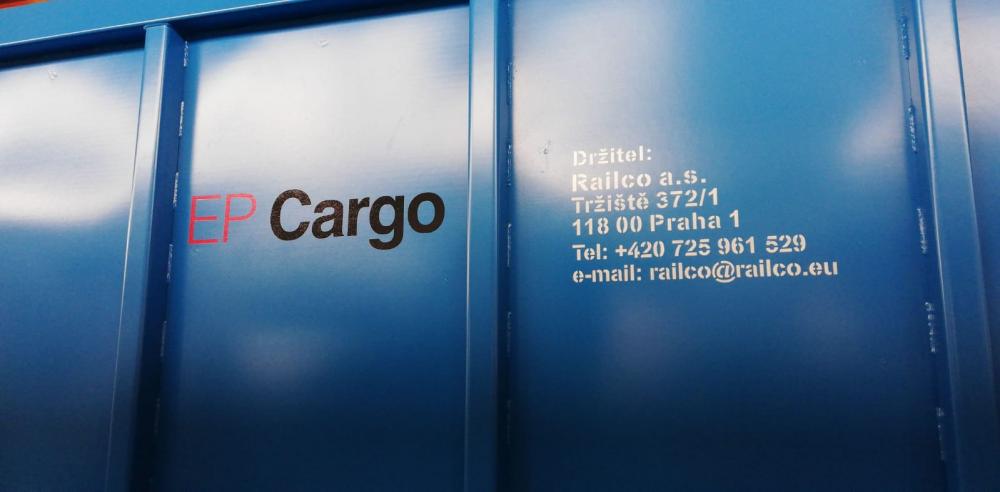 EP Cargo
Držitel:
Railco a.s.
Tržiště 372/1
118 00 Praha 1
Tel: +420 725 961 529
e-mail: railco@railco.eu